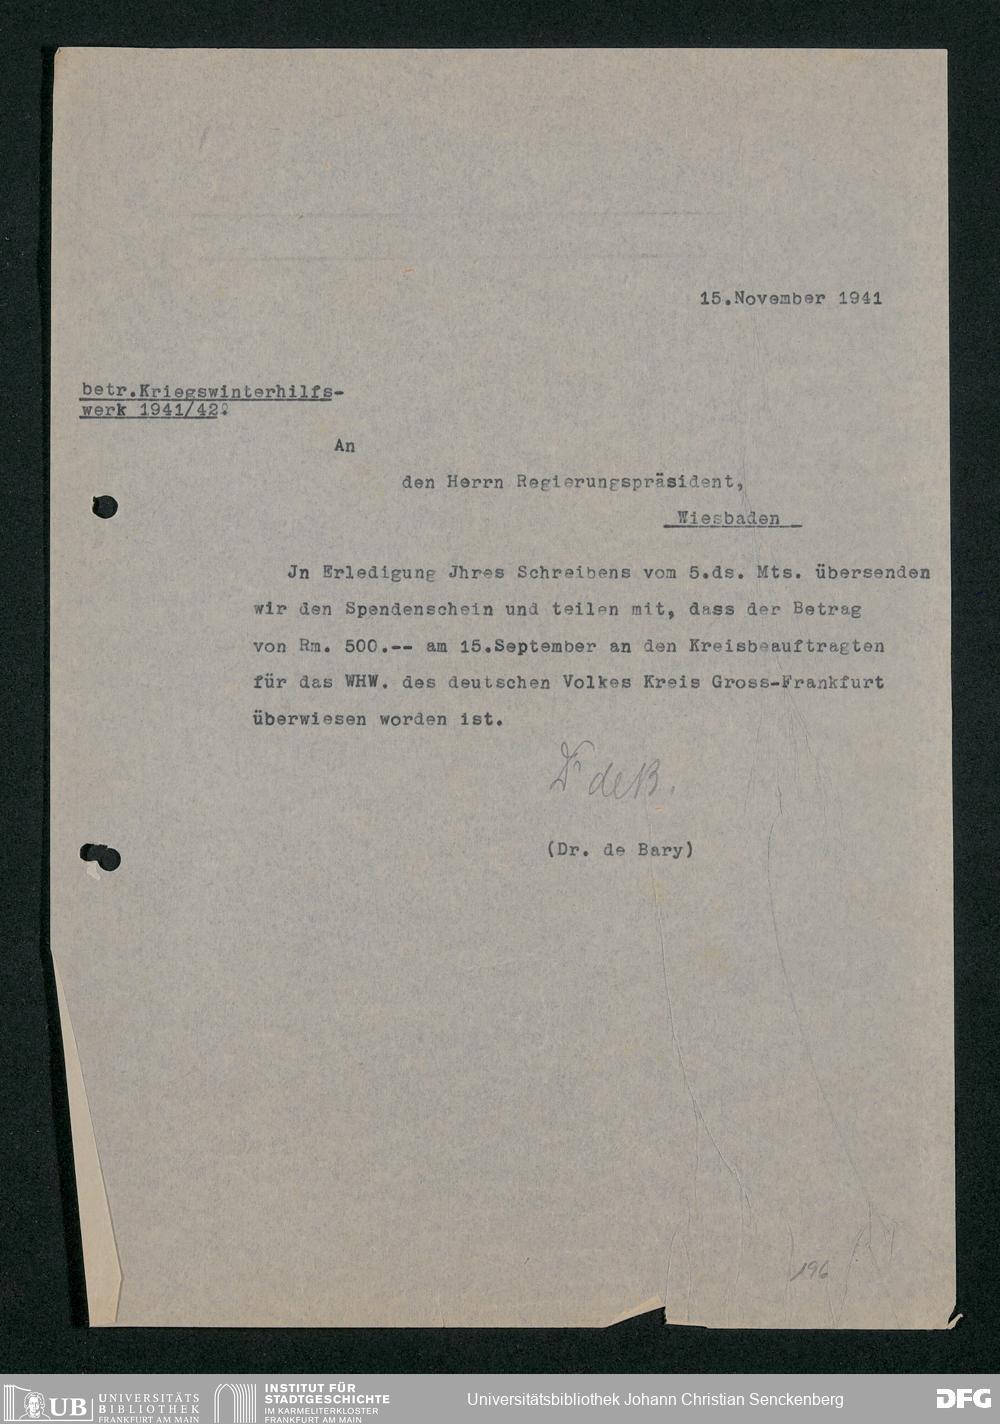 15.November 1941
betr.Kriegswinterhilfs-
werk 1941/42.
An
den Herrn Regierungspräsident,
Wiesbaden
Jn Erledigung Jhres Schreibens vom 5.ds. Mts. übersenden
wir den Spendenschein und teilen mit, dass der Betrag
von Rm. 500.-- am 15.September an den Kreisbeauftragten
für das WHW. des deutschen Volkes Kreis Gross-Frankfurt
überwiesen worden ist.
Dr de B.
(Dr. de Bary)
196
UB UNIVERSITÄTS
BIBLIOTHEK
FRANKFURT AM MAIN
INSTITUT FÜR
STADTGESCHICHTE
IM KARMELITERKLOSTER
FRANKFURT AM MAIN
Universitätsbibliothek Johann Christian Senckenberg
DFG